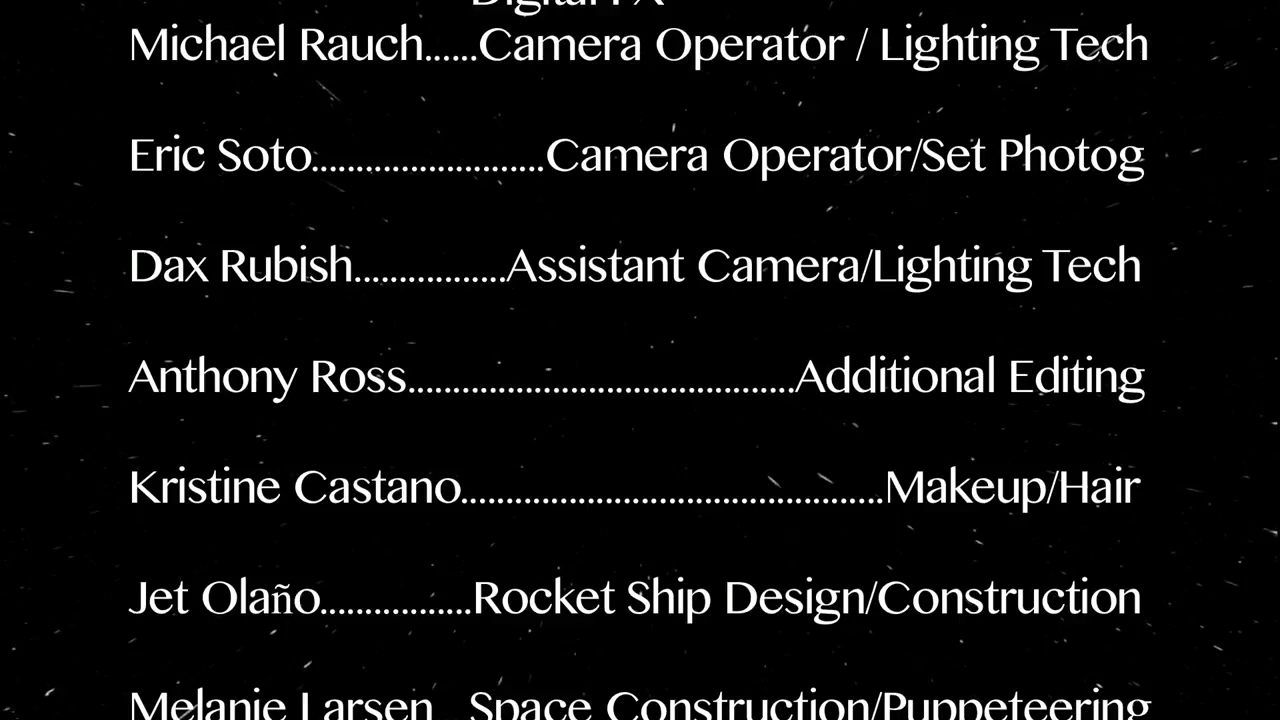 Digital FX
Michael Rauch......Camera Operator / Lighting Tech
Eric Soto..........................Camera Operator/Set Photog
Dax Rubish.................Assistant Camera/Lighting Tech
Anthony Ross...........................................Additional Editing
Kristine Castano...............................................Makeup/Hair
Jet Olaño.................Rocket Ship Design/Construction
Melanie Larsen...Space Construction/Puppeteering